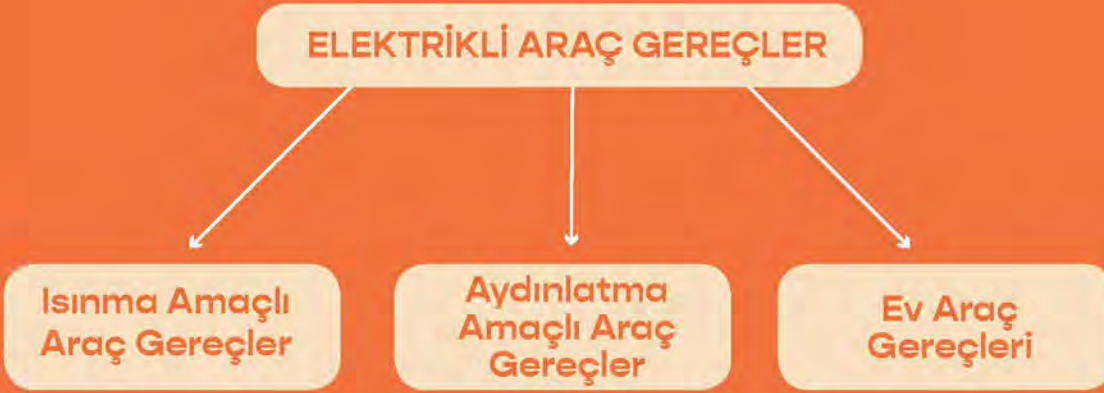 ELEKTRİKLİ ARAÇ GEREÇLER
Isınma Amaçlı
Araç Gereçler
Aydınlatma
Amaçlı Araç
Gereçler
Ev Araç
Gereçleri